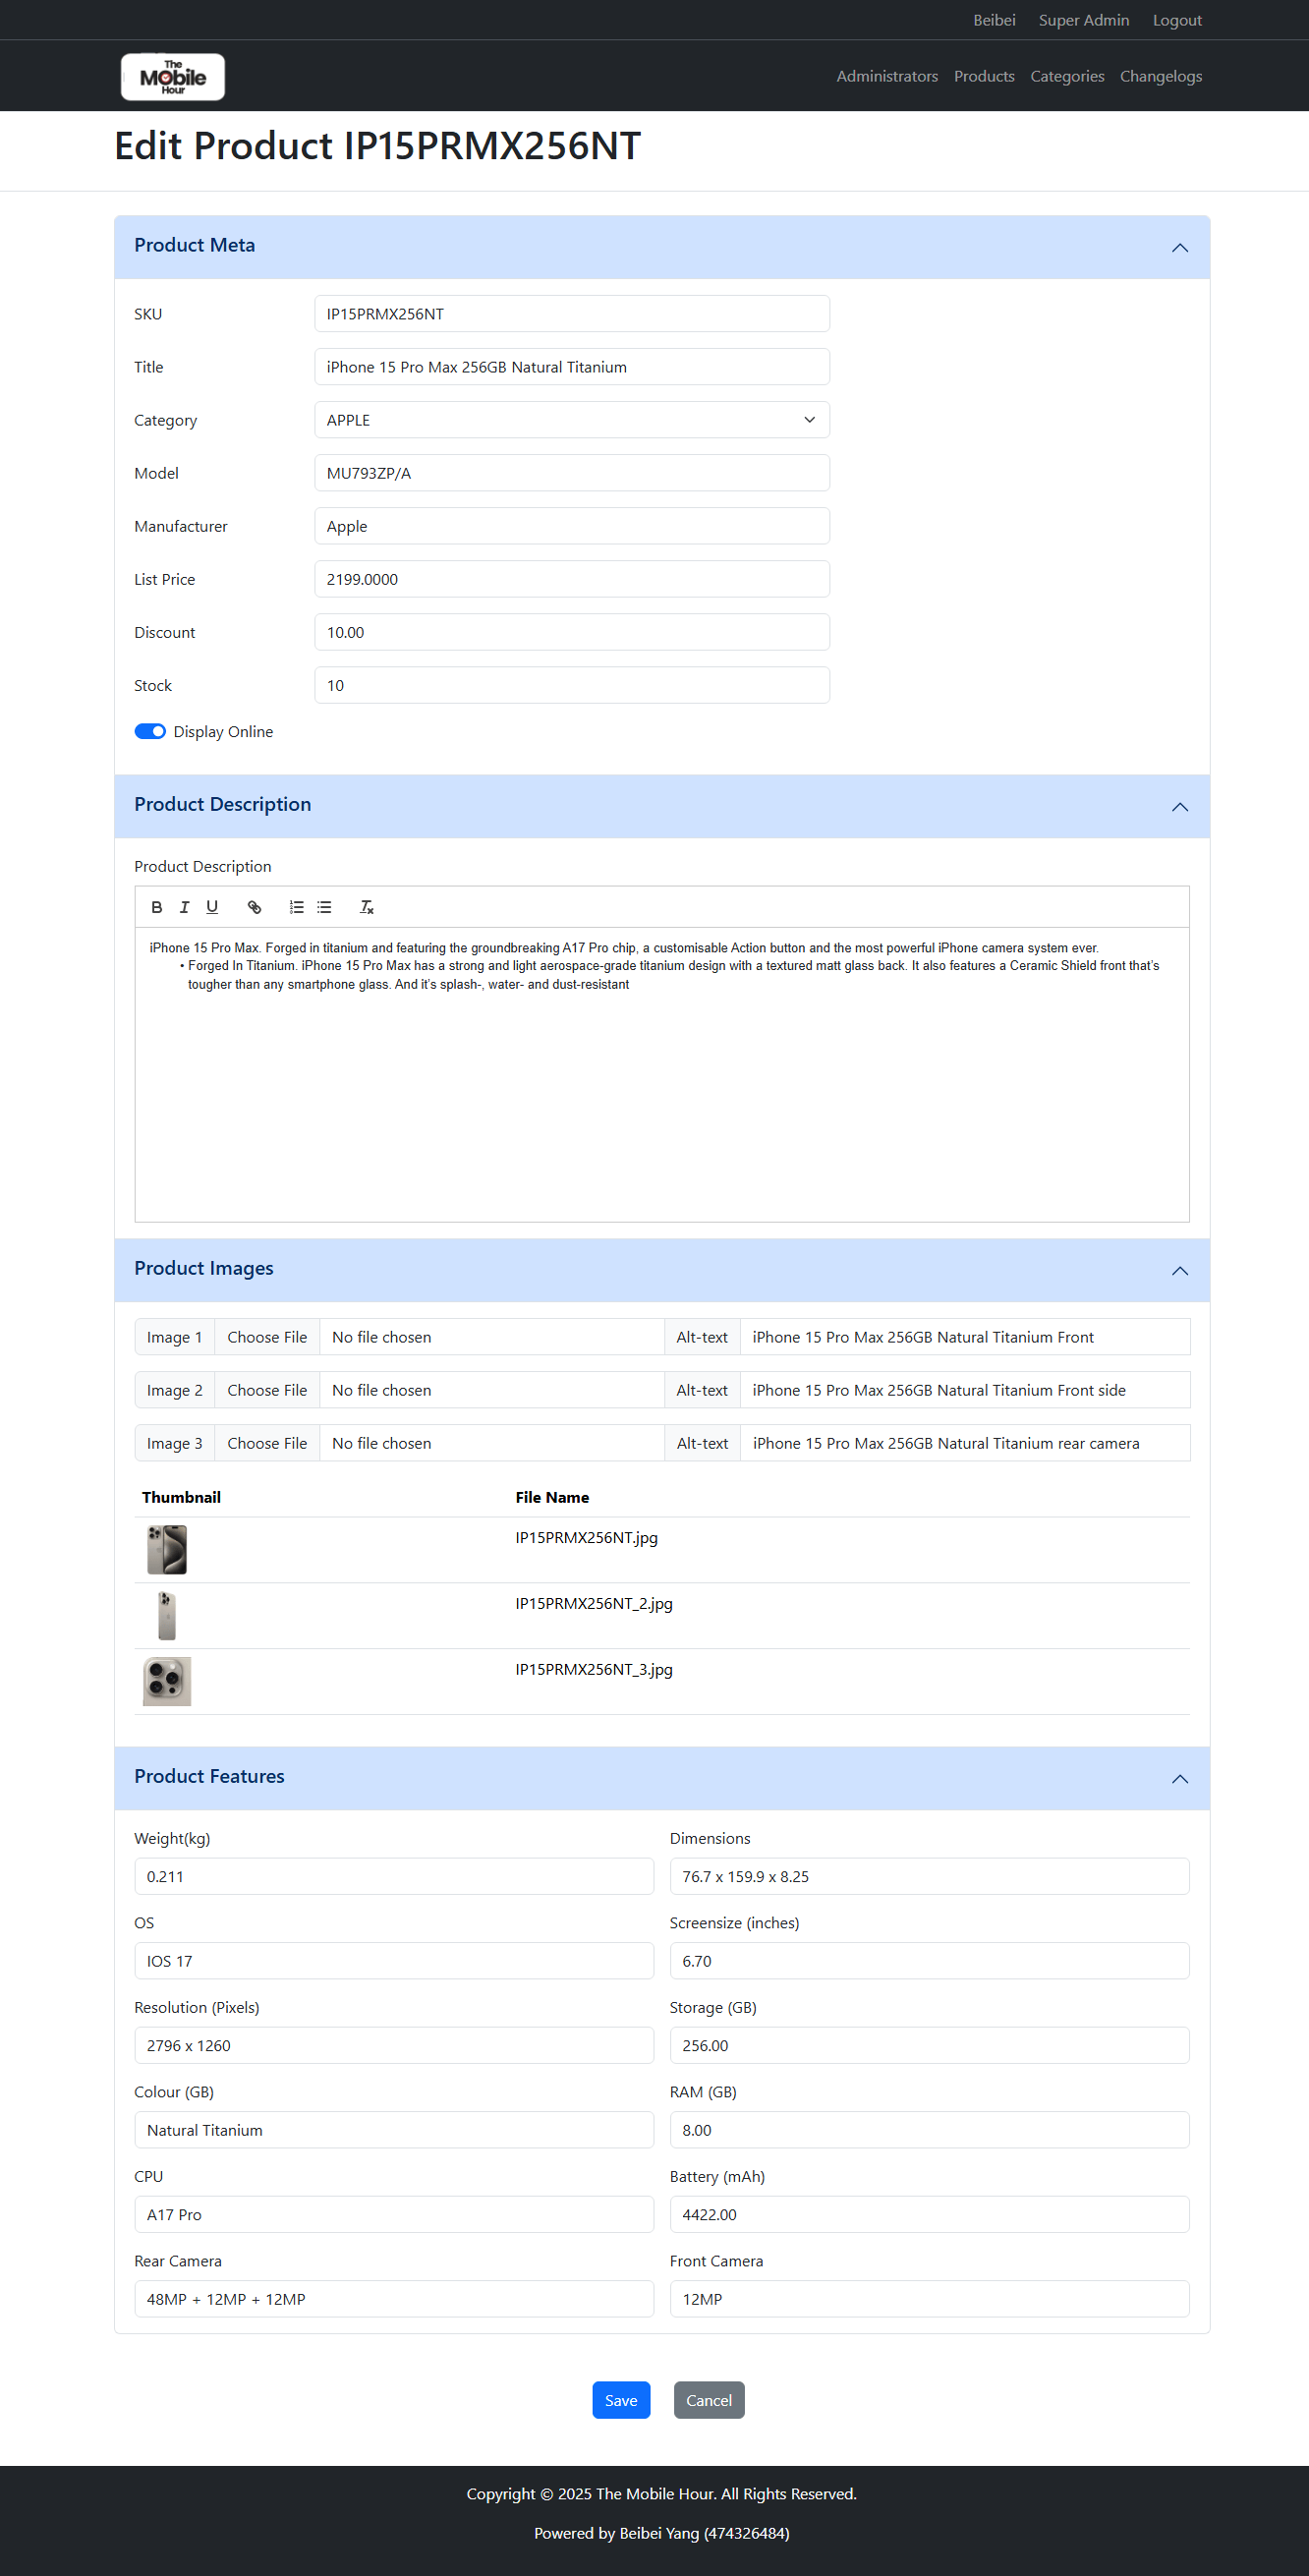 Beibei Super Admin Logout
The
Mobile
Hour
Administrators Products Categories Changelogs
Edit Product IP15PRMX256NT
Product Meta
SKU IP15PRMX256NT
Title iPhone 15 Pro Max 256GB Natural Titanium
Category APPLE
Model MU793ZP/A
Manufacturer Apple
List Price 2199.0000
Discount 10.00
Stock 10
Display Online
Product Description
Product Description
iPhone 15 Pro Max. Forged in titanium and featuring the groundbreaking A17 Pro chip, a customisable Action button and the most powerful iPhone camera system ever.
• Forged In Titanium. iPhone 15 Pro Max has a strong and light aerospace-grade titanium design with a textured matt glass back. It also features a Ceramic Shield front that’s
tougher than any smartphone glass. And it’s splash-, water- and dust-resistant
Product Images
Image 1 Choose File No file chosen Alt-text iPhone 15 Pro Max 256GB Natural Titanium Front
Image 2 Choose File No file chosen Alt-text iPhone 15 Pro Max 256GB Natural Titanium Front side
Image 3 Choose File No file chosen Alt-text iPhone 15 Pro Max 256GB Natural Titanium rear camera
Thumbnail File Name
IP15PRMX256NT.jpg
IP15PRMX256NT_2.jpg
IP15PRMX256NT_3.jpg
Product Features
Weight(kg) Dimensions
0.211 76.7 x 159.9 x 8.25
OS Screensize (inches)
IOS 17 6.70
Resolution (Pixels) Storage (GB)
2796 x 1260 256.00
Colour (GB) RAM (GB)
Natural Titanium 8.00
CPU Battery (mAh)
A17 Pro 4422.00
Rear Camera Front Camera
48MP + 12MP + 12MP 12MP
Save Cancel
Copyright © 2025 The Mobile Hour. All Rights Reserved.
Powered by Beibei Yang (474326484)